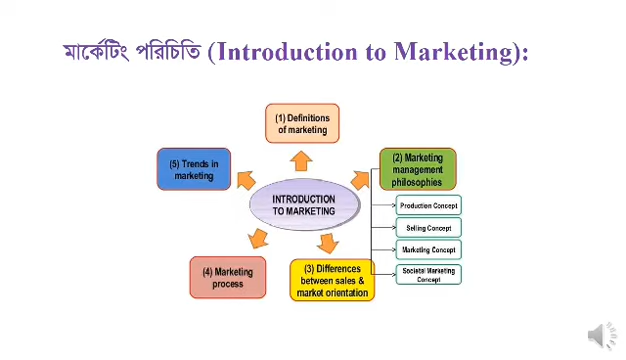 মার্কেটিং পরিচিতি (Introduction to Marketing):
(1) Definitions
of marketing
(5) Trends in
marketing
(2) Marketing
management
philosophies
INTRODUCTION
TO MARKETING
Production Concept
Selling Concept
Marketing Concept
Societal Marketing
Concept
(4) Marketing
process
(3) Differences
between sales &
market orientation